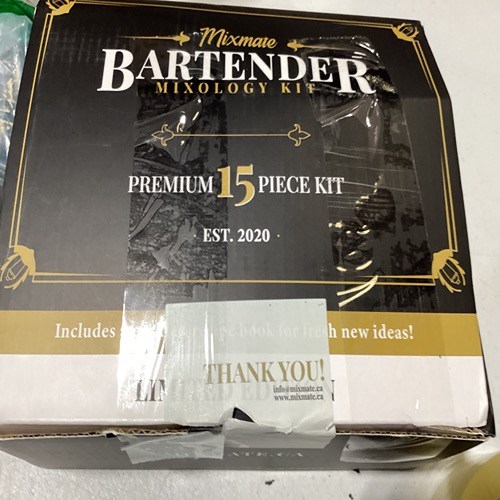 Mixmate
BARTENDER
MIXOLOGY KIT
PREMIUM 15 PIECE KIT
EST. 2020
Includes book for fresh new ideas!
THANK YOU!
info@mixmate.ca
www.mixmate.ca